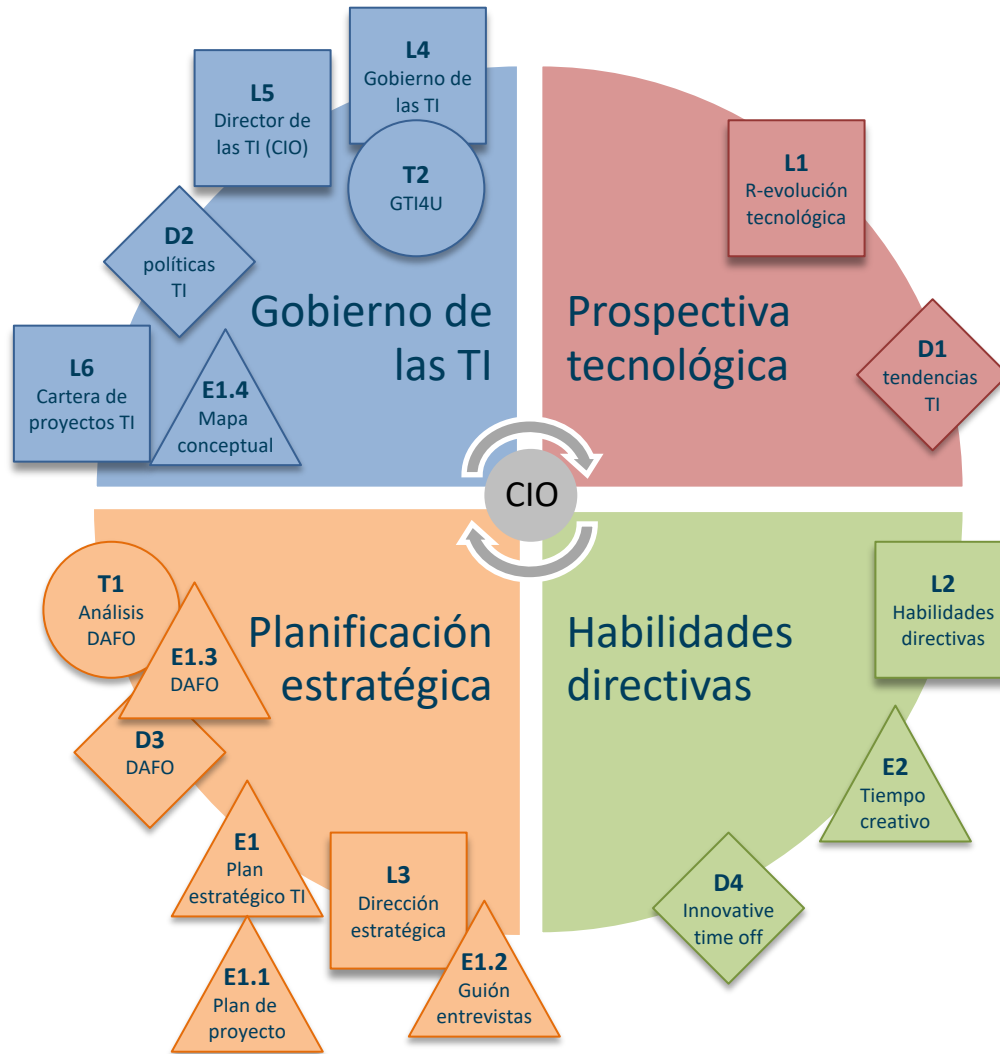 L4
Gobierno de
las TI
L5
Director de
las TI (CIO)
T2
GTI4U
D2
políticas
TI
L6
Cartera de
proyectos TI
E1.4
Mapa
conceptual
Gobierno de
las TI
L1
R-evolución
tecnológica
D1
tendencias
TI
Prospectiva
tecnológica
CIO
T1
Análisis
DAFO
E1.3
DAFO
D3
DAFO
Planificación
estratégica
E1
Plan
estratégico TI
E1.1
Plan de
proyecto
L3
Dirección
estratégica
E1.2
Guión
entrevistas
Habilidades
directivas
L2
Habilidades
directivas
E2
Tiempo
creativo
D4
Innovative
time off